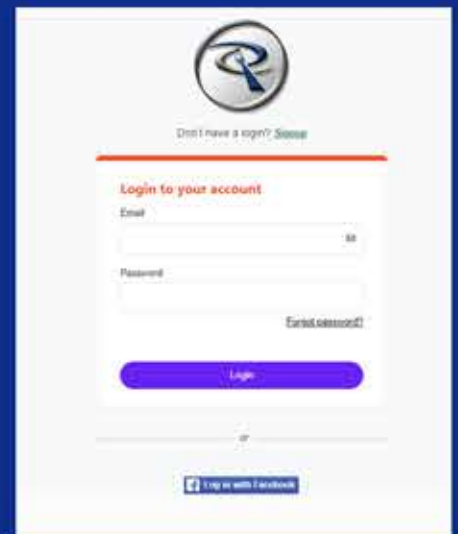 Don't have a login? Signup
Login to your account
Email
Password
Forgot password?
Login
or
Log in with Facebook